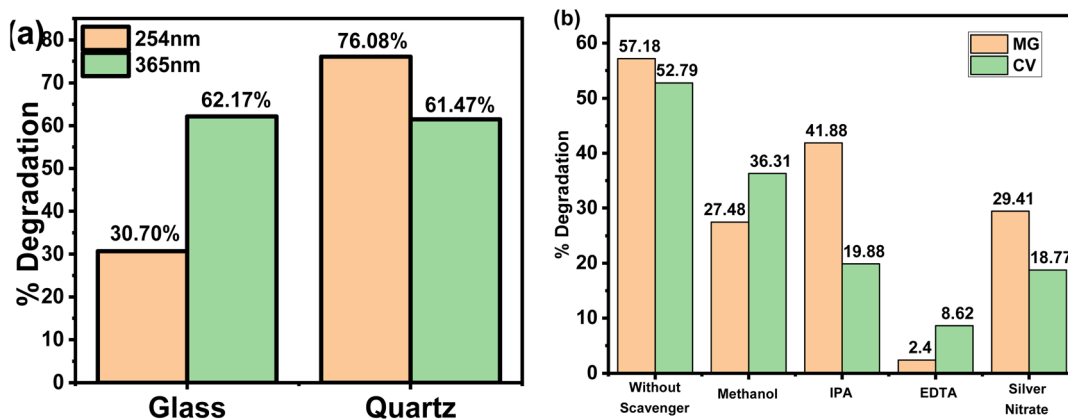 (a)
254nm
365nm
80
70
60
50
40
30
20
10
0
% Degradation
30.70%
62.17%
76.08%
61.47%
Glass
Quartz
(b)
MG
CV
60
50
40
30
20
10
0
% Degradation
57.18
52.79
27.48
36.31
41.88
19.88
2.4
8.62
29.41
18.77
Without
Scavenger
Methanol
IPA
EDTA
Silver
Nitrate